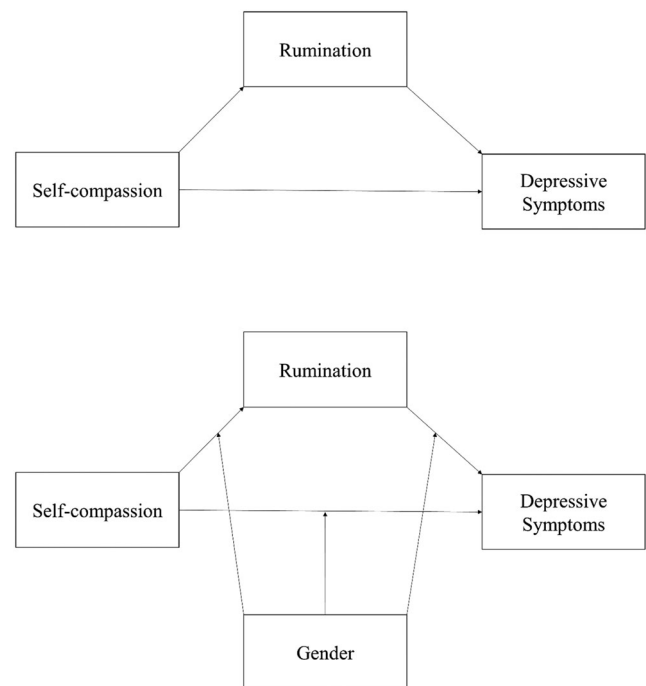 Rumination
Self-compassion
Depressive
Symptoms
Rumination
Self-compassion
Depressive
Symptoms
Gender